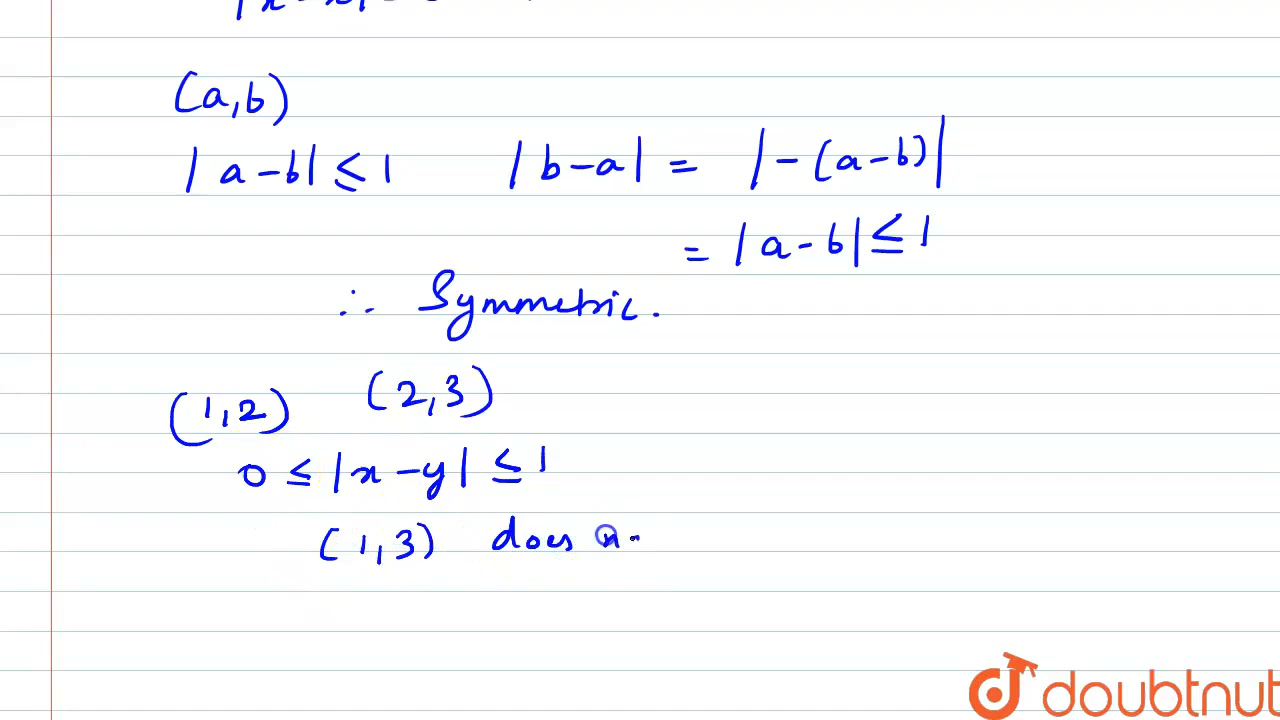 (a,b)
|a-b| ≤ 1 |b-a| = |-(a-b)|
= |a-b| ≤ 1
∴ Symmetric.
(1,2) (2,3)
0 ≤ |x-y| ≤ 1
(1,3) does n
doubtnut